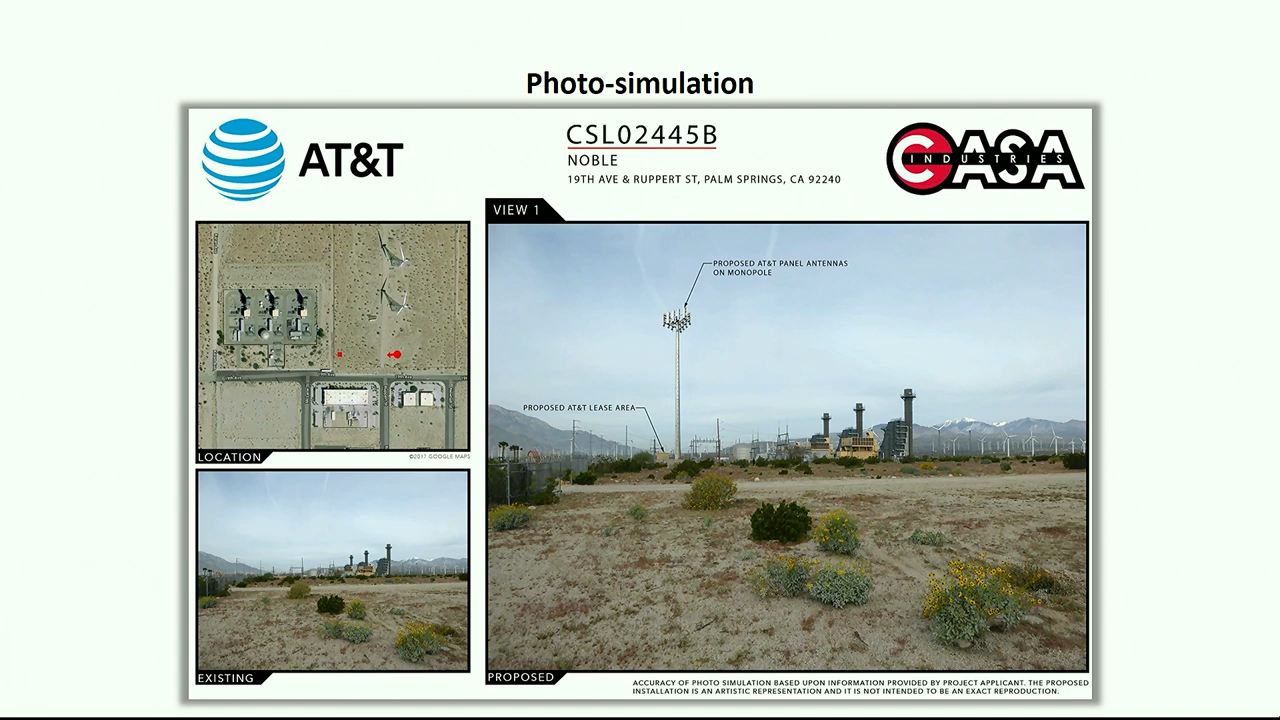 Photo-simulation
AT&T
CSL02445B
NOBLE
19TH AVE & RUPPERT ST, PALM SPRINGS, CA 92240
CASA
INDUSTRIES
VIEW 1
PROPOSED AT&T PANEL ANTENNAS
ON MONOPOLE
PROPOSED AT&T LEASE AREA
LOCATION
©2017 GOOGLE MAPS
EXISTING
PROPOSED
ACCURACY OF PHOTO SIMULATION BASED UPON INFORMATION PROVIDED BY PROJECT APPLICANT. THE PROPOSED
INSTALLATION IS AN ARTISTIC REPRESENTATION AND IT IS NOT INTENDED TO BE AN EXACT REPRODUCTION.